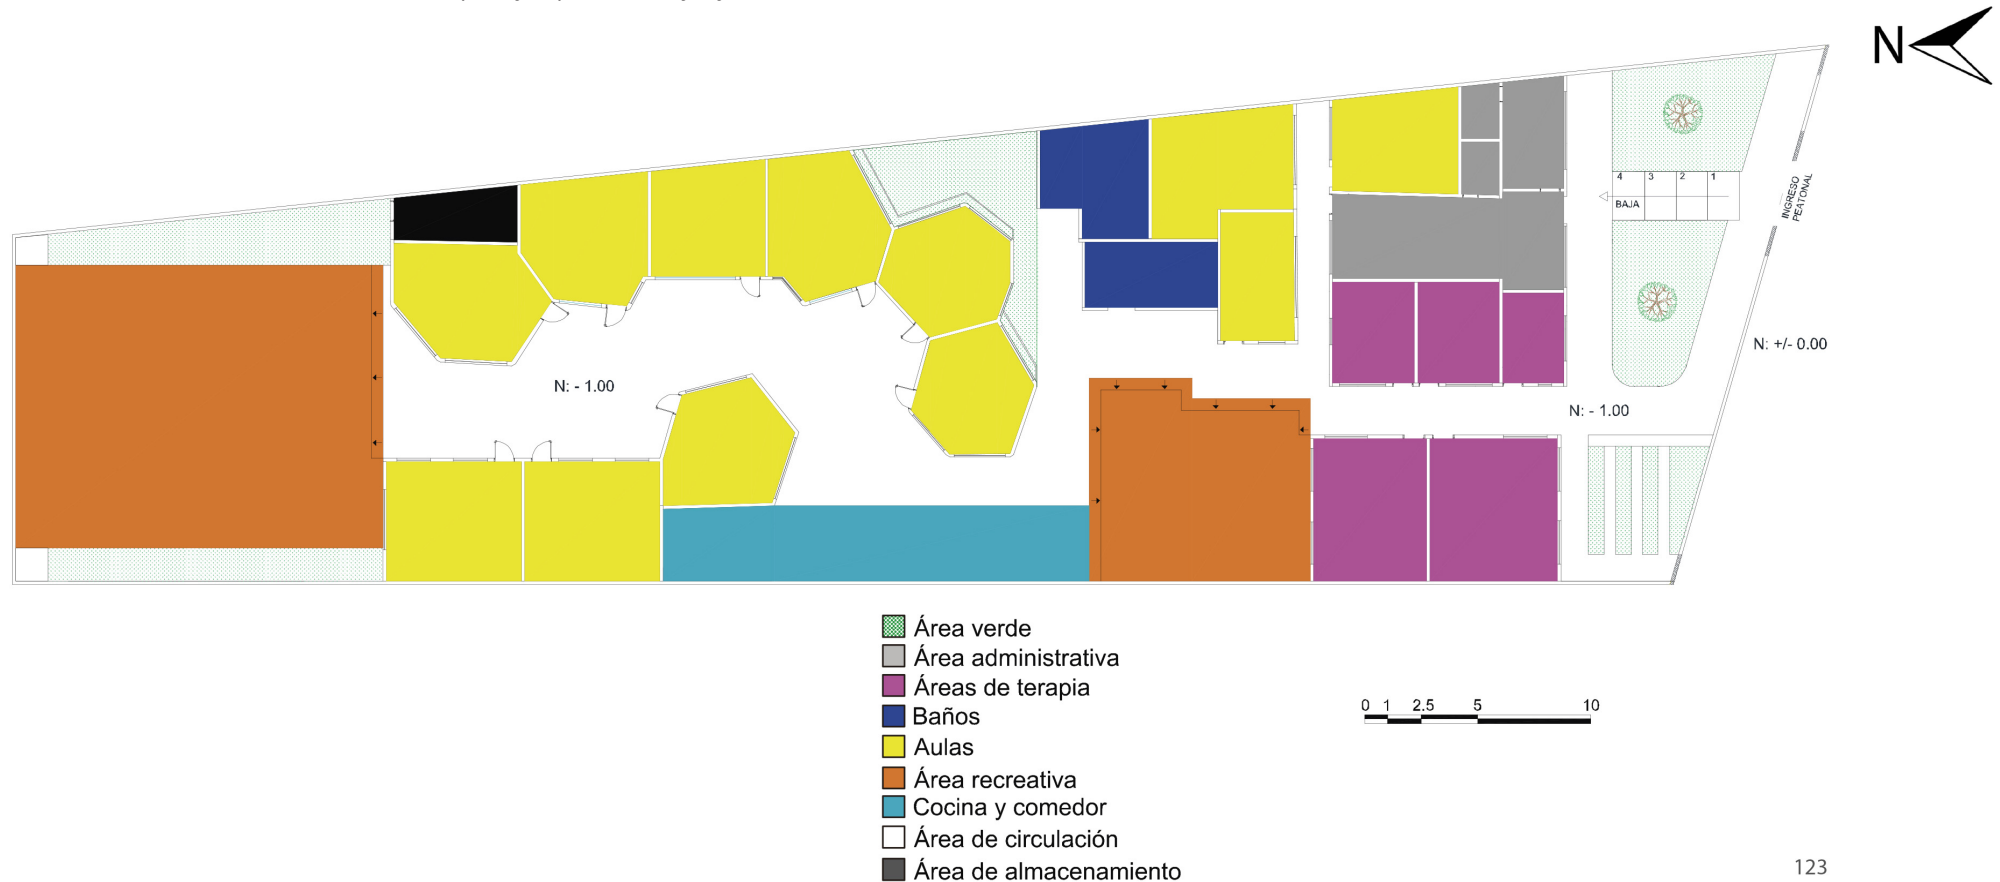 N
4 3 2 1
BAJA
INGRESO
PEATONAL
N: +/- 0.00
N: - 1.00
N: - 1.00
Área verde
Área administrativa
Áreas de terapia
Baños
Aulas
Área recreativa
Cocina y comedor
Área de circulación
Área de almacenamiento
0 1 2.5 5 10
123